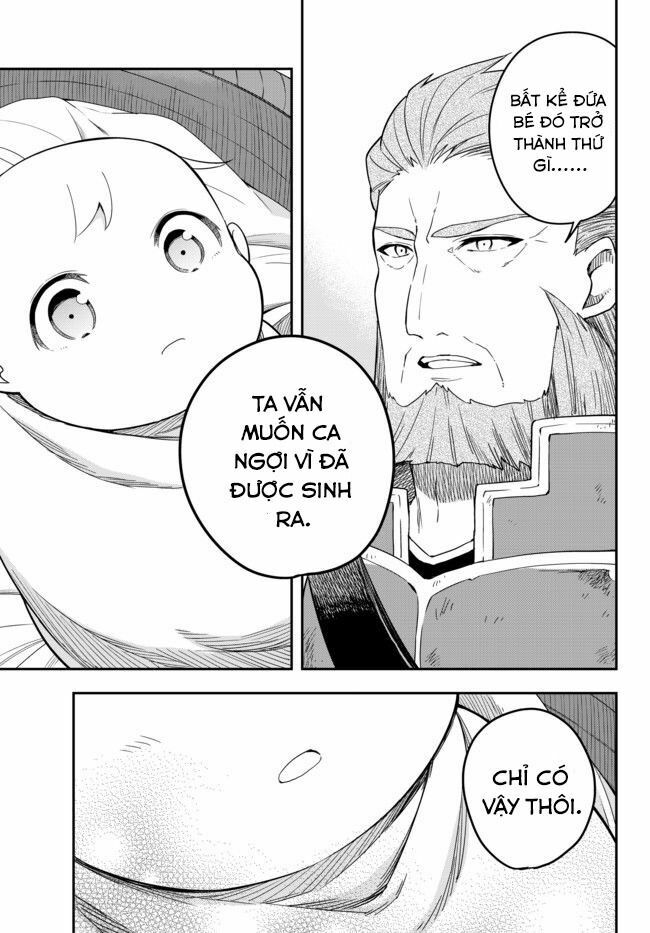 BẤT KỂ ĐỨA
BÉ ĐÓ TRỞ
THÀNH THỨ
GÌ......
TA VẪN
MUỐN CA
NGỢI VÌ ĐÃ
ĐƯỢC SINH
RA.
CHỈ CÓ
VẬY THÔI.